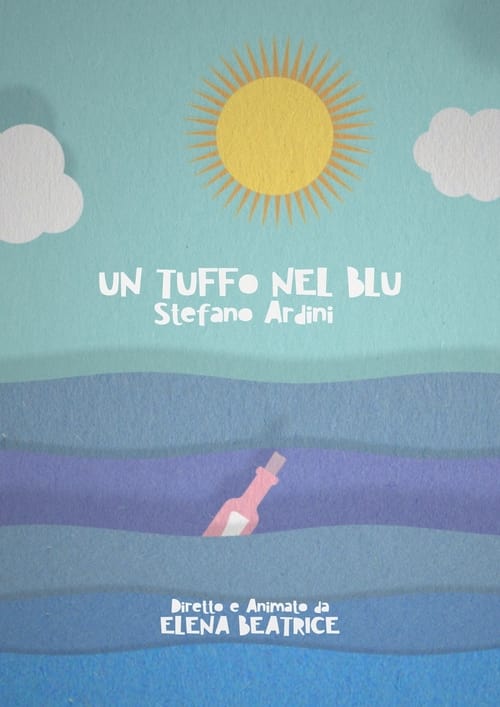 UN TUFFO NEL BLU
Stefano Ardini
Diretto e Animato da
ELENA BEATRICE